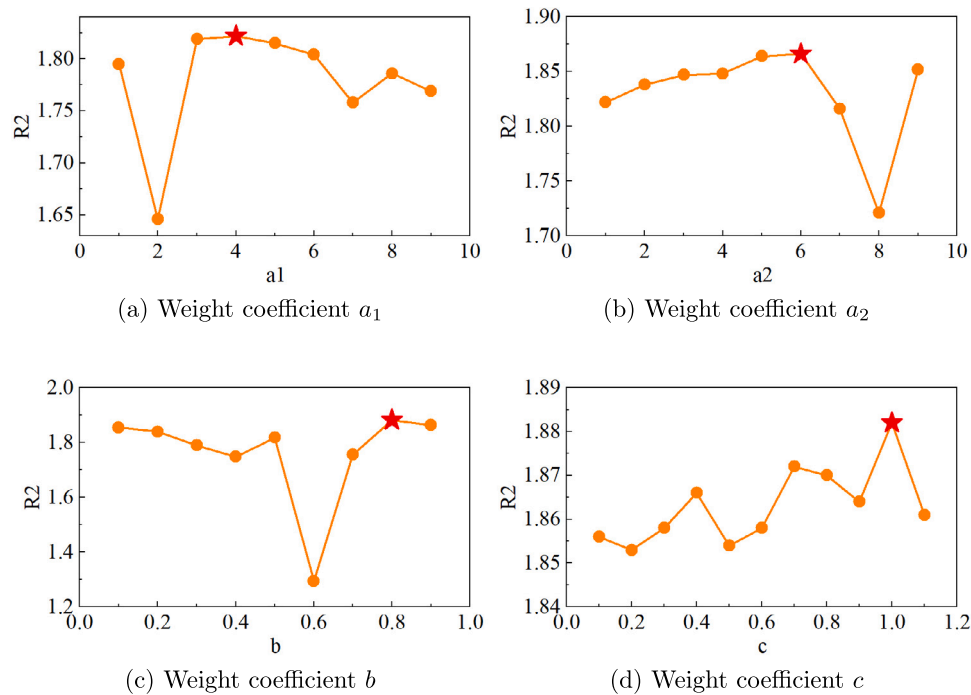 R2
1.80
1.75
1.70
1.65
0 2 4 6 8 10
a1
(a) Weight coefficient a1
R2
1.90
1.85
1.80
1.75
1.70
0 2 4 6 8 10
a2
(b) Weight coefficient a2
R2
2.0
1.8
1.6
1.4
1.2
0.0 0.2 0.4 0.6 0.8 1.0
b
(c) Weight coefficient b
R2
1.89
1.88
1.87
1.86
1.85
1.84
0.0 0.2 0.4 0.6 0.8 1.0 1.2
c
(d) Weight coefficient c